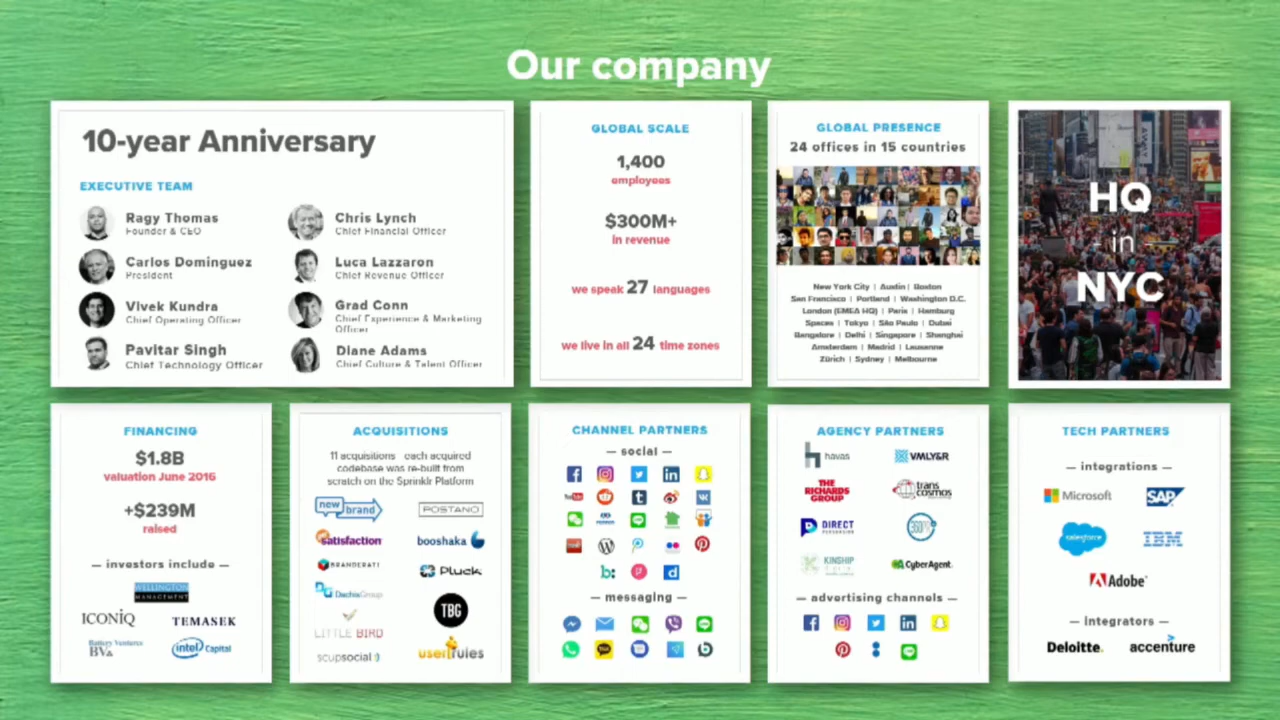 Our company
10-year Anniversary
EXECUTIVE TEAM
Ragy Thomas
Founder & CEO
Carlos Dominguez
President
Vivek Kundra
Chief Operating Officer
Pavitar Singh
Chief Technology Officer
Chris Lynch
Chief Financial Officer
Luca Lazzaron
Chief Revenue Officer
Grad Conn
Chief Experience & Marketing
Officer
Diane Adams
Chief Culture & Talent Officer
GLOBAL SCALE
1,400
employees
$300M+
in revenue
we speak 27 languages
we live in all 24 time zones
GLOBAL PRESENCE
24 offices in 15 countries
New York City | Austin | Boston
San Francisco | Portland | Washington D.C.
London (EMEA HQ) | Paris | Hamburg
Spaces | Tokyo | São Paulo | Dubai
Bangalore | Delhi | Singapore | Shanghai
Amsterdam | Madrid | Lausanne
Zürich | Sydney | Melbourne
HQ
- in -
NYC
FINANCING
$1.8B
valuation June 2016
+$239M
raised
— investors include —
WELLINGTON
MANAGEMENT
ICONIQ
TEMASEK
Battery Ventures
intel Capital
ACQUISITIONS
11 acquisitions each acquired
codebase was re-built from
scratch on the Sprinklr Platform
new brand
POSTANO
satisfaction
booshaka
BRANDERATI
Pluck
DachisGroup
TBG
LITTLE BIRD
scupsocial
userrules
CHANNEL PARTNERS
— social —
— messaging —
AGENCY PARTNERS
havas
VMLY&R
THE
RICHARDS
GROUP
trans
cosmos
DIRECT
360
KINSHIP
CyberAgent.
— advertising channels —
TECH PARTNERS
— integrations —
Microsoft
SAP
salesforce
IBM
Adobe
— integrators —
Deloitte.
accenture